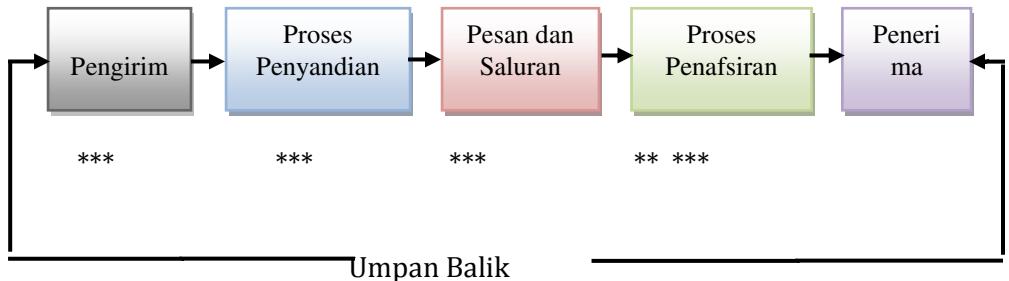 Pengirim
Proses
Penyandian
Pesan dan
Saluran
Proses
Penafsiran
Peneri
ma
*** *** *** ** ***
Umpan Balik